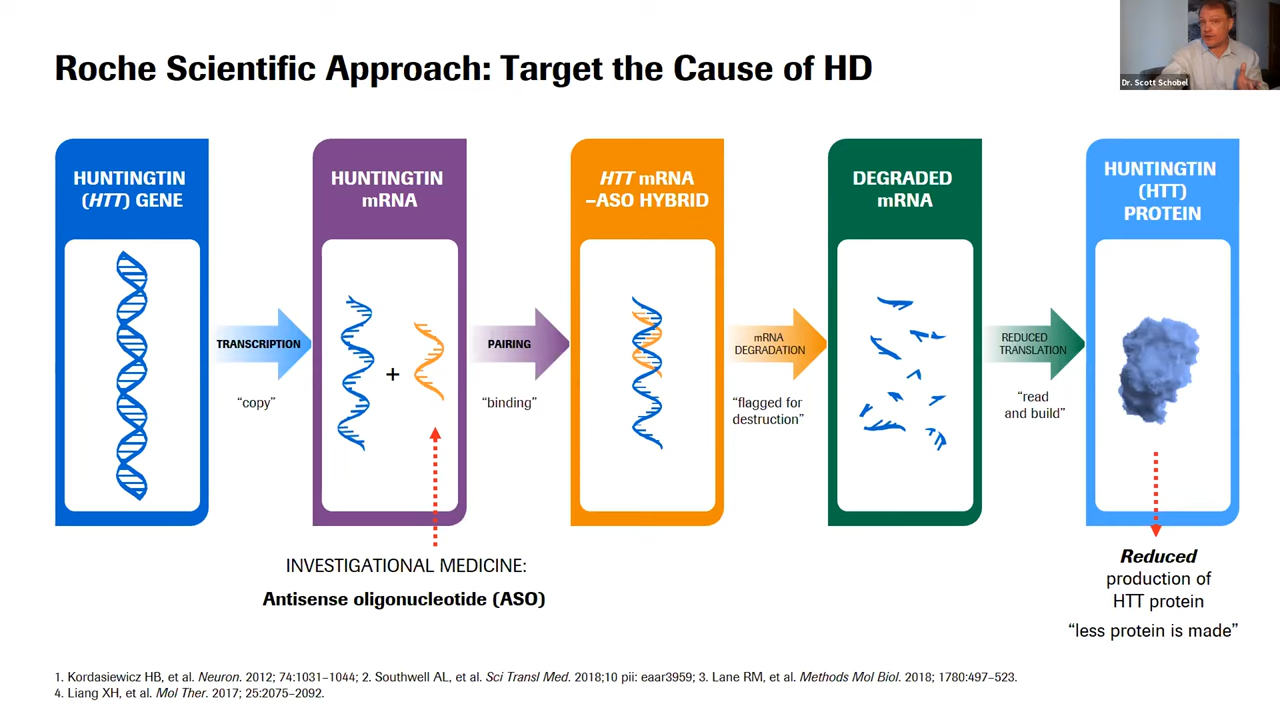 Roche Scientific Approach: Target the Cause of HD
Dr. Scott Schobel
HUNTINGTIN
(HTT) GENE
TRANSCRIPTION
“copy”
HUNTINGTIN
mRNA
+
PAIRING
“binding”
HTT mRNA
–ASO HYBRID
mRNA
DEGRADATION
“flagged for
destruction”
DEGRADED
mRNA
REDUCED
TRANSLATION
“read
and build”
HUNTINGTIN
(HTT)
PROTEIN
INVESTIGATIONAL MEDICINE:
Antisense oligonucleotide (ASO)
Reduced
production of
HTT protein
“less protein is made”
1. Kordasiewicz HB, et al. Neuron. 2012; 74:1031–1044; 2. Southwell AL, et al. Sci Transl Med. 2018;10 pii: eaar3959; 3. Lane RM, et al. Methods Mol Biol. 2018; 1780:497–523.
4. Liang XH, et al. Mol Ther. 2017; 25:2075–2092.